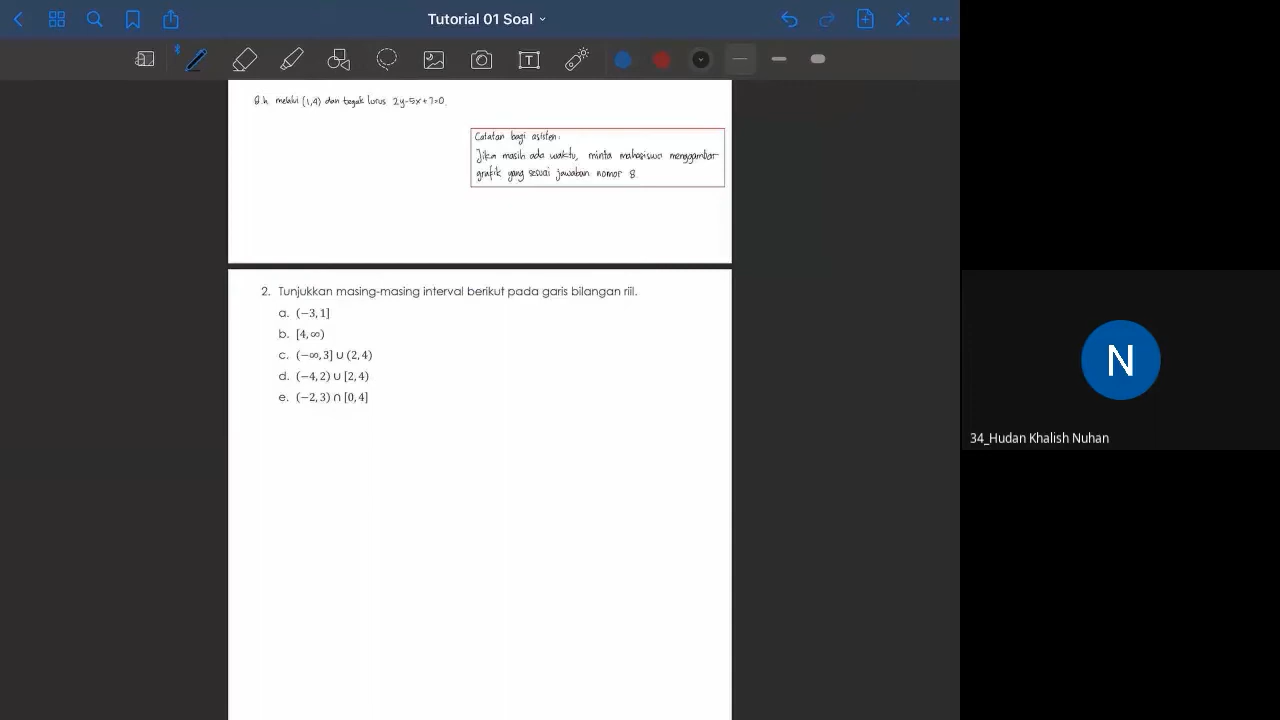 Tutorial 01 Soal
T
8.h. melalui (1,4) dan tegak lurus 2y-5x+7=0
Catatan bagi asisten:
Jika masih ada waktu, minta mahasiswa menggambar
grafik yang sesuai jawaban nomor 8
2. Tunjukkan masing-masing interval berikut pada garis bilangan riil.
a. (−3, 1]
b. [4, ∞)
c. (−∞, 3] ∪ (2, 4)
d. (−4, 2) ∪ [2, 4)
e. (−2, 3) ∩ [0, 4]
N
34_Hudan Khalish Nuhan